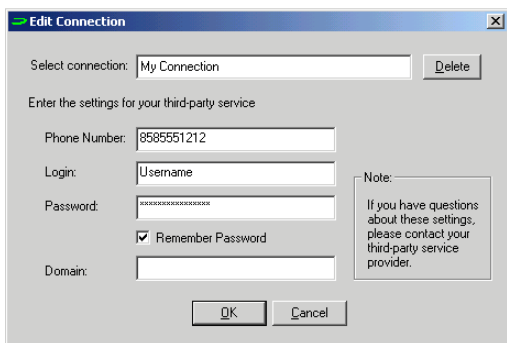 Edit Connection
Select connection: My Connection Delete
Enter the settings for your third-party service
Phone Number: 8585551212
Login: Username
Note:
Password: xxxxxxxxxxxxxxx
If you have questions
about these settings,
please contact your
third-party service
provider.
Remember Password
Domain:
OK Cancel